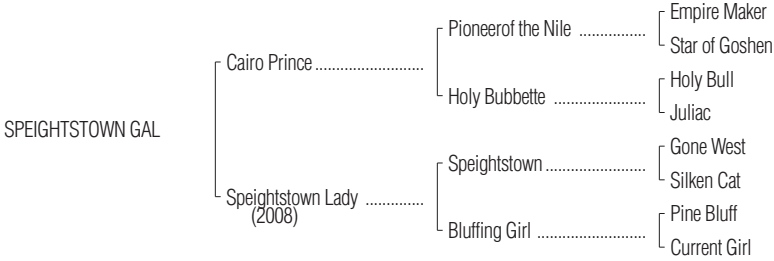 Empire Maker
Pioneerof the Nile ................
Star of Goshen
Cairo Prince ..........................
Holy Bull
Holy Bubbette ......................
Juliac
SPEIGHTSTOWN GAL
Gone West
Speightstown ........................
Silken Cat
Speightstown Lady ..............
(2008)
Pine Bluff
Bluffing Girl ..........................
Current Girl